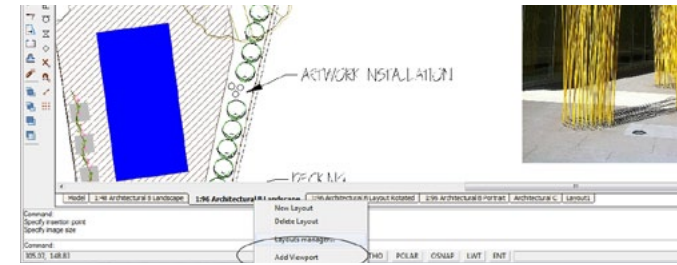 ARTWORK INSTALLATION
DECKING
Model
1:48 Architectural B Landscape
1:96 Architectural B Landscape
1:96 Architectural B Layout Rotated
1:96 Architectural B Portrait
Architectural C
Layout1
New Layout
Delete Layout
Layouts manager...
Add Viewport
Command:
Specify insertion point
Specify image size
Command:
305.07, 148.83
THO POLAR OSNAP LWT ENT